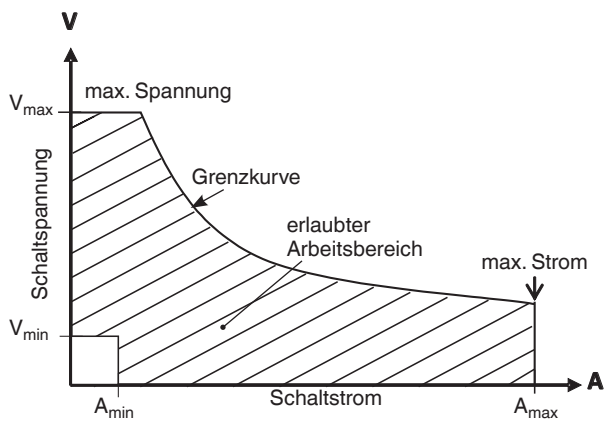 V
max. Spannung
Vmax
Grenzkurve
Schaltspannung
erlaubter
Arbeitsbereich
max. Strom
Vmin
A
Amin
Schaltstrom
Amax